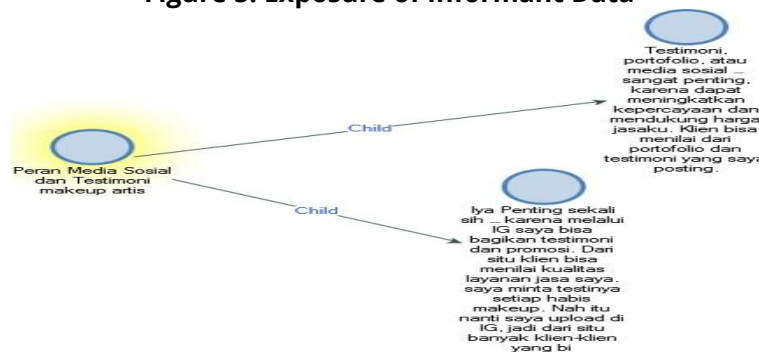 Figure 3. Exposure of Informant Data
Testimoni,
portofolio, atau
media sosial ...
sangat penting,
karena dapat
meningkatkan
kepercayaan dan
mendukung harga
jasaku. Klien bisa
menilai dari
portofolio dan
testimoni yang saya
posting.
Child
Peran Media Sosial
dan Testimoni
makeup artis
Child
Iya Penting sekali
sih ... karena melalui
IG saya bisa
bagikan testimoni
dan promosi. Dari
situ klien bisa
menilai kualitas
layanan jasa saya.
saya minta testinya
setiap habis
makeup. Nah itu
nanti saya upload di
IG, jadi dari situ
banyak klien-klien
yang bi